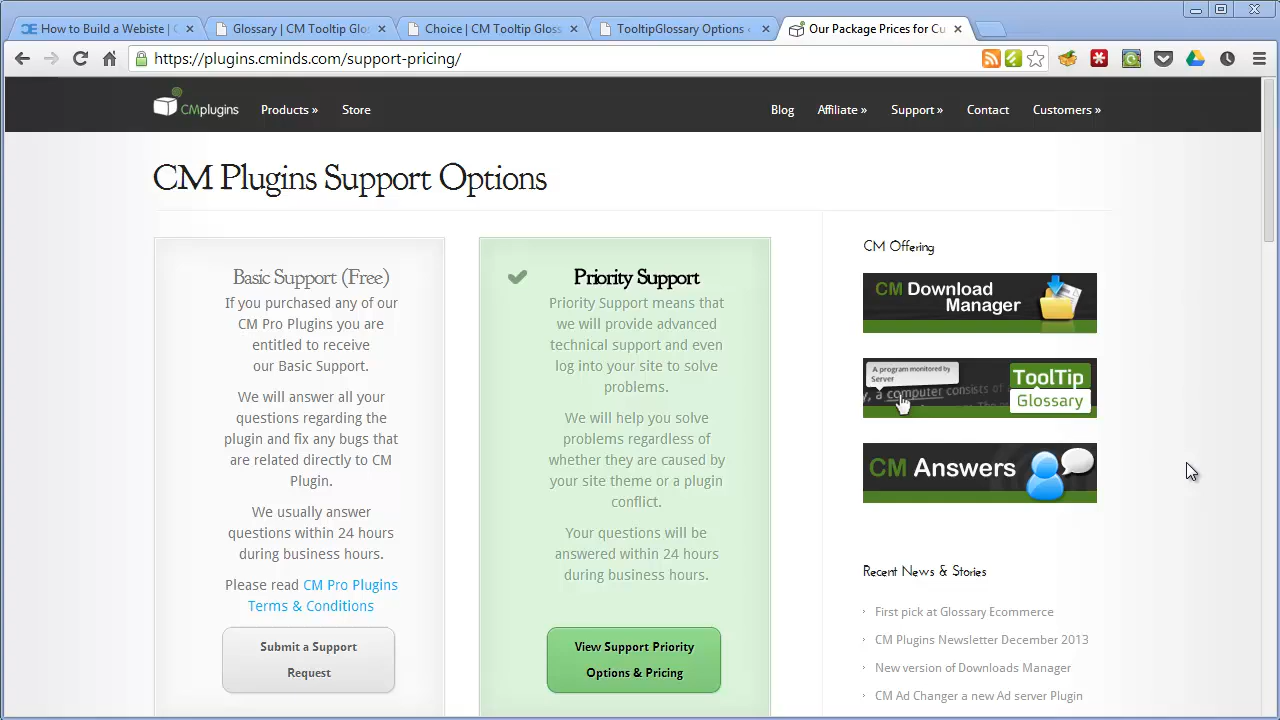 How to Build a Webiste | C
Glossary | CM Tooltip Glo
Choice | CM Tooltip Gloss
TooltipGlossary Options
Our Package Prices for Cu
https://plugins.cminds.com/support-pricing/
CMplugins
Products »
Store
Blog
Affiliate »
Support »
Contact
Customers »
CM Plugins Support Options
Basic Support (Free)
If you purchased any of our
CM Pro Plugins you are
entitled to receive
our Basic Support.
We will answer all your
questions regarding the
plugin and fix any bugs that
are related directly to CM
Plugin.
We usually answer
questions within 24 hours
during business hours.
Please read CM Pro Plugins
Terms & Conditions
Submit a Support
Request
Priority Support
Priority Support means that
we will provide advanced
technical support and even
log into your site to solve
problems.
We will help you solve
problems regardless of
whether they are caused by
your site theme or a plugin
conflict.
Your questions will be
answered within 24 hours
during business hours.
View Support Priority
Options & Pricing
CM Offering
CM Download
Manager
A program monitored by
Server
y, a computer consists of
ToolTip
Glossary
CM Answers
Recent News & Stories
First pick at Glossary Ecommerce
CM Plugins Newsletter December 2013
New version of Downloads Manager
CM Ad Changer a new Ad server Plugin